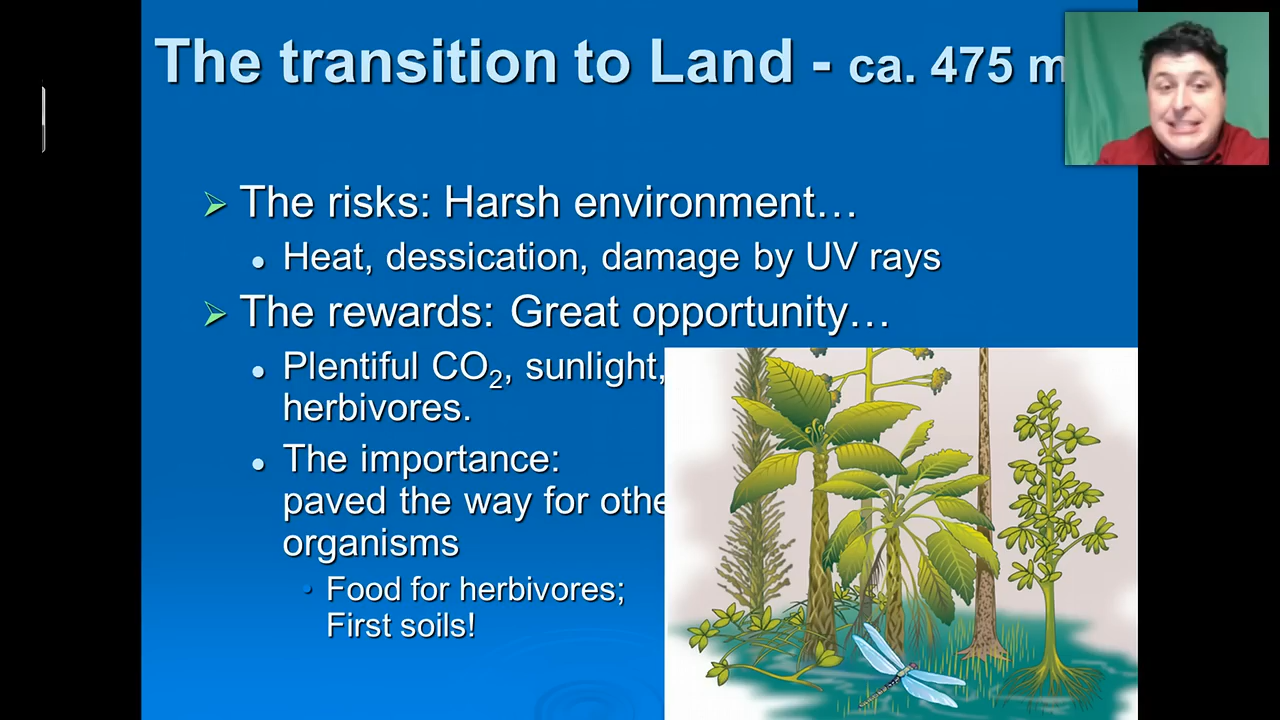 The transition to Land - ca. 475 m
The risks: Harsh environment…
Heat, dessication, damage by UV rays
The rewards: Great opportunity…
Plentiful CO2, sunlight,
herbivores.
The importance:
paved the way for othe
organisms
Food for herbivores;
First soils!